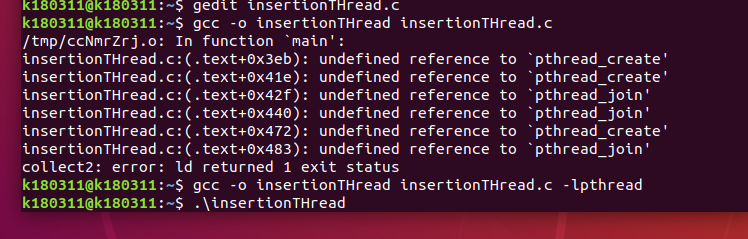 k180311@k180311:~$ gedit insertionTHread.c
k180311@k180311:~$ gcc -o insertionTHread insertionTHread.c
/tmp/ccNmrZrj.o: In function `main':
insertionTHread.c:(.text+0x3eb): undefined reference to `pthread_create'
insertionTHread.c:(.text+0x41e): undefined reference to `pthread_create'
insertionTHread.c:(.text+0x42f): undefined reference to `pthread_join'
insertionTHread.c:(.text+0x440): undefined reference to `pthread_join'
insertionTHread.c:(.text+0x472): undefined reference to `pthread_create'
insertionTHread.c:(.text+0x483): undefined reference to `pthread_join'
collect2: error: ld returned 1 exit status
k180311@k180311:~$ gcc -o insertionTHread insertionTHread.c -lpthread
k180311@k180311:~$ .\insertionTHread